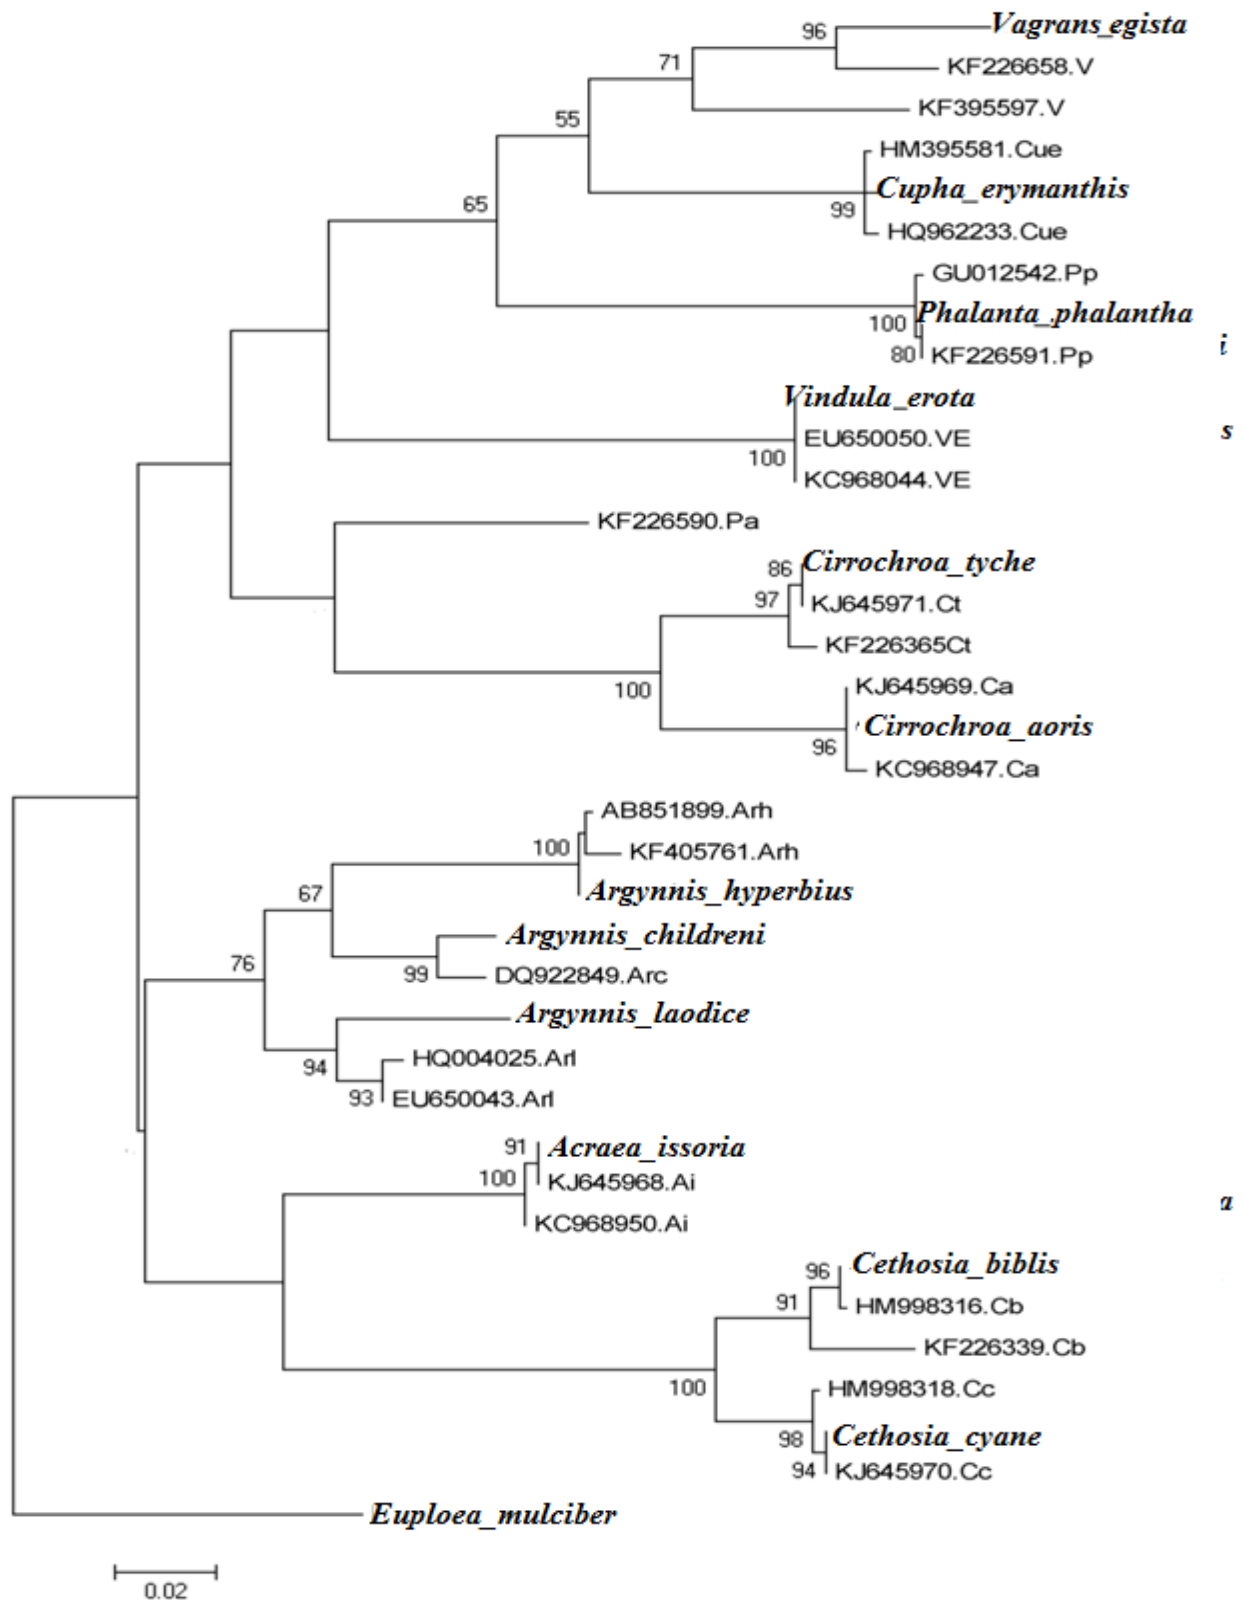 Vagrans_egista
96
KF226658.V
71
KF395597.V
55
HM395581.Cue
Cupha_erymanthis
99
HQ962233.Cue
65
GU012542.Pp
Phalanta_phalantha
100
80
KF226591.Pp
i
Vindula_erota
EU650050.VE
s
100
KC968044.VE
KF226590.Pa
Cirrochroa_tyche
86
97
KJ645971.Ct
KF226365Ct
100
KJ645969.Ca
Cirrochroa_aoris
96
KC968947.Ca
AB851899.Arh
100
KF405761.Arh
67
Argynnis_hyperbius
Argynnis_childreni
76
99
DQ922849.Arc
Argynnis_laodice
94
HQ004025.Arl
93
EU650043.Arl
91
Acraea_issoria
100
KJ645968.Ai
a
KC968950.Ai
96
Cethosia_biblis
91
HM998316.Cb
KF226339.Cb
100
HM998318.Cc
98
Cethosia_cyane
94
KJ645970.Cc
Euploea_mulciber
0.02